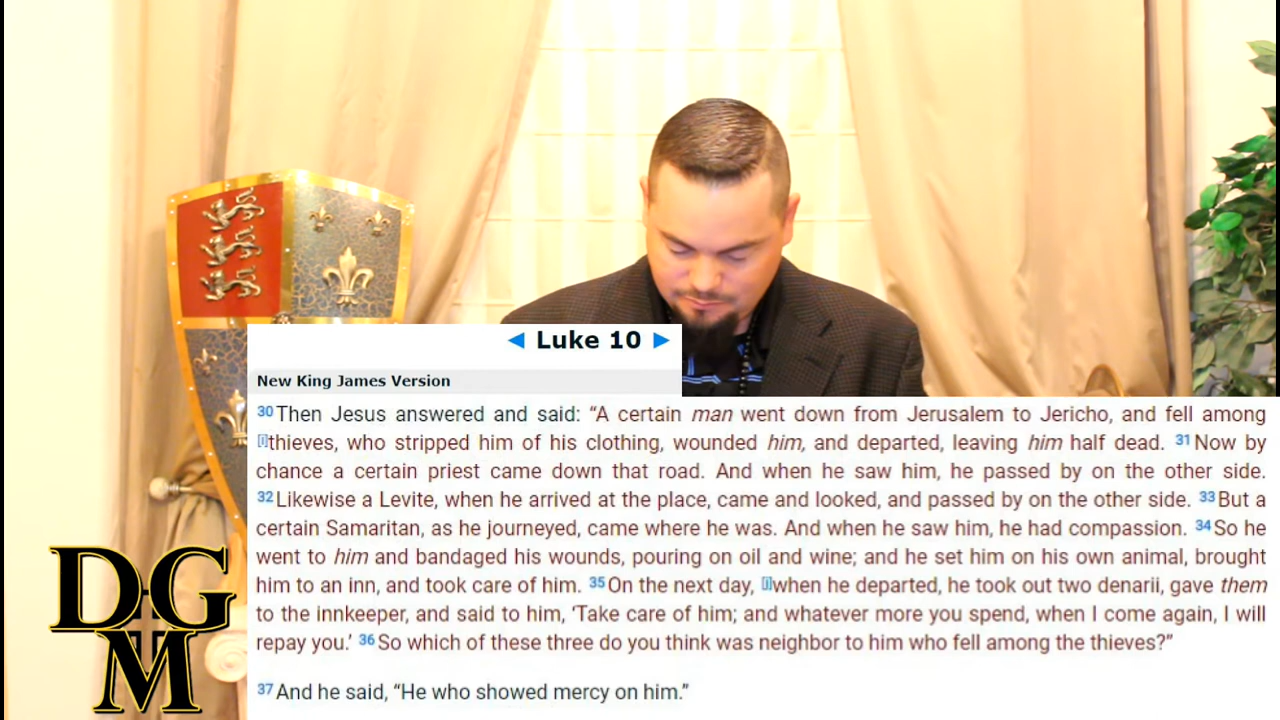 ◄ Luke 10 ►
New King James Version
30 Then Jesus answered and said: “A certain man went down from Jerusalem to Jericho, and fell among
[i]thieves, who stripped him of his clothing, wounded him, and departed, leaving him half dead. 31 Now by
chance a certain priest came down that road. And when he saw him, he passed by on the other side.
32 Likewise a Levite, when he arrived at the place, came and looked, and passed by on the other side. 33 But a
certain Samaritan, as he journeyed, came where he was. And when he saw him, he had compassion. 34 So he
went to him and bandaged his wounds, pouring on oil and wine; and he set him on his own animal, brought
him to an inn, and took care of him. 35 On the next day, [j]when he departed, he took out two denarii, gave them
to the innkeeper, and said to him, ‘Take care of him; and whatever more you spend, when I come again, I will
repay you.’ 36 So which of these three do you think was neighbor to him who fell among the thieves?”
37 And he said, “He who showed mercy on him.”
DG
M